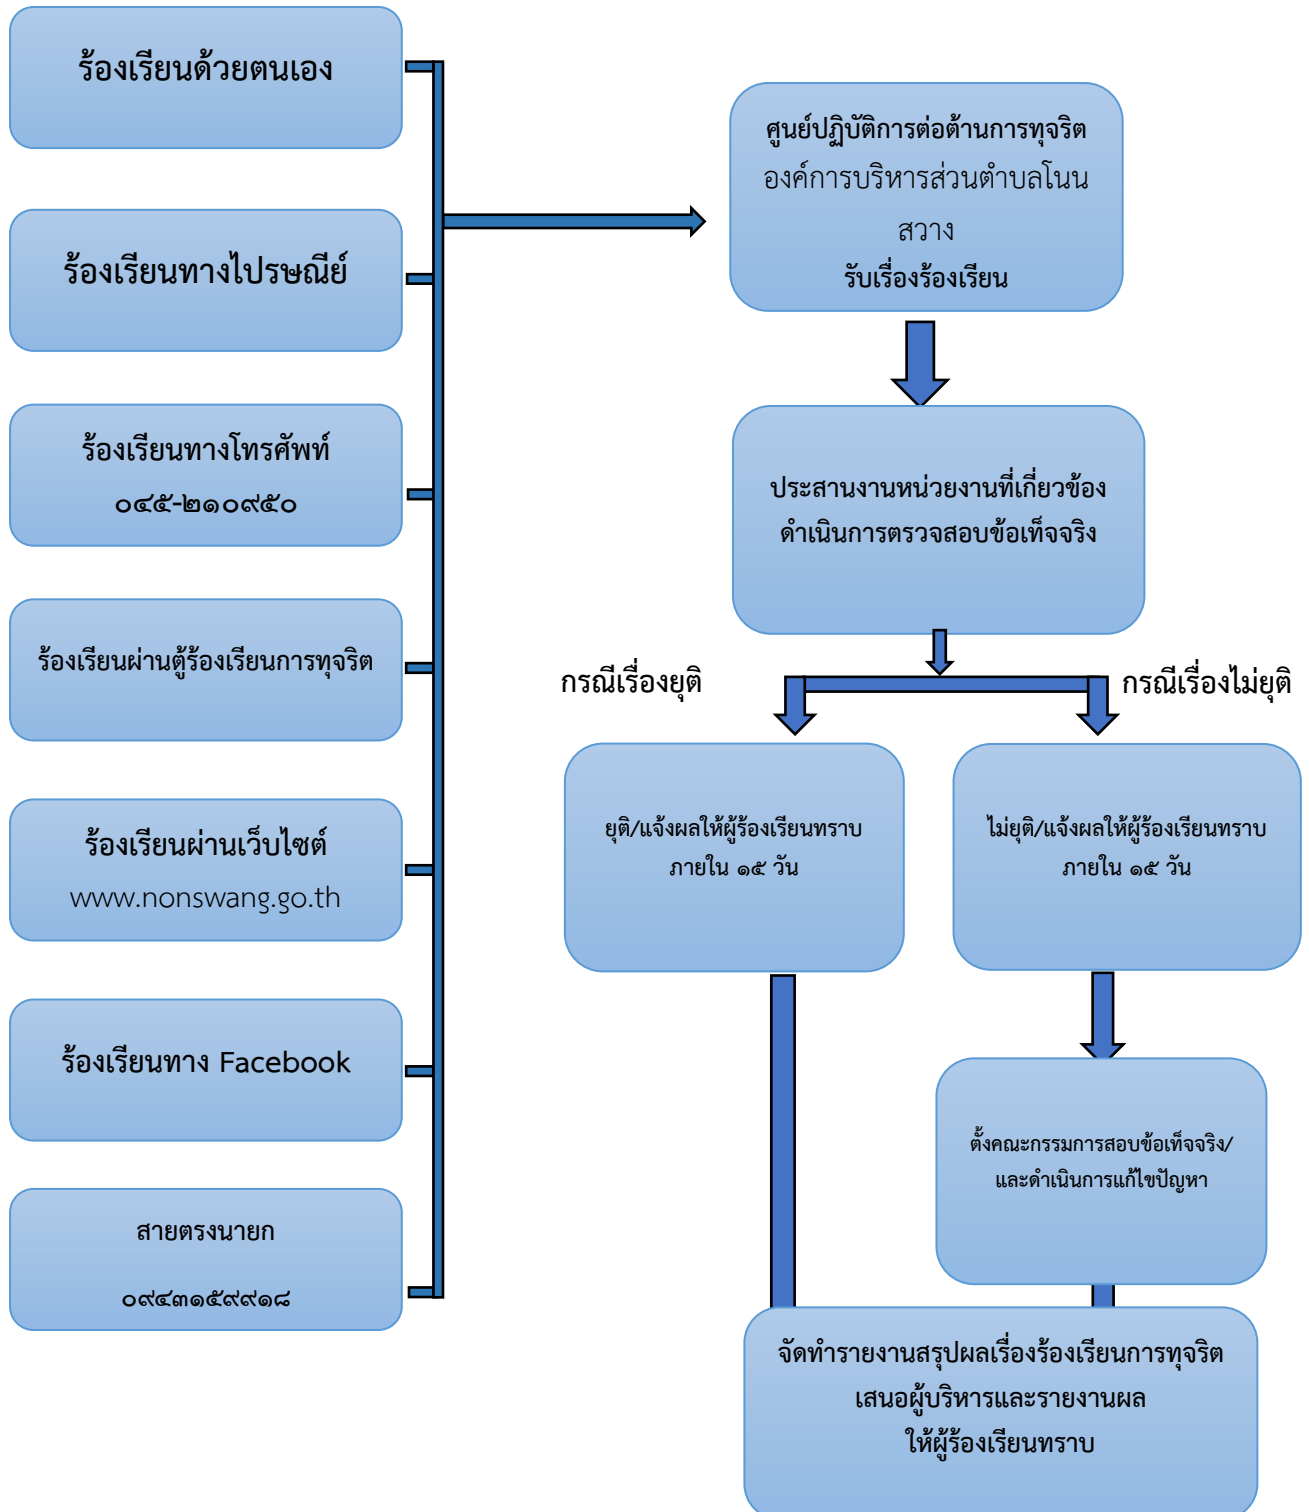 ร้องเรียนด้วยตนเอง
ร้องเรียนทางไปรษณีย์
ร้องเรียนทางโทรศัพท์
๐๔๕-๒๑๐๙๕๐
ร้องเรียนผ่านตู้ร้องเรียนการทุจริต
ร้องเรียนผ่านเว็บไซต์
www.nonswang.go.th
ร้องเรียนทาง Facebook
สายตรงนายก
๐๙๔๓๑๕๙๙๑๘
ศูนย์ปฏิบัติการต่อต้านการทุจริต
องค์การบริหารส่วนตำบลโนน
สวาง
รับเรื่องร้องเรียน
ประสานงานหน่วยงานที่เกี่ยวข้อง
ดำเนินการตรวจสอบข้อเท็จจริง
กรณีเรื่องยุติ
กรณีเรื่องไม่ยุติ
ยุติ/แจ้งผลให้ผู้ร้องเรียนทราบ
ภายใน ๑๕ วัน
ไม่ยุติ/แจ้งผลให้ผู้ร้องเรียนทราบ
ภายใน ๑๕ วัน
ตั้งคณะกรรมการสอบข้อเท็จจริง/
และดำเนินการแก้ไขปัญหา
จัดทำรายงานสรุปผลเรื่องร้องเรียนการทุจริต
เสนอผู้บริหารและรายงานผล
ให้ผู้ร้องเรียนทราบ